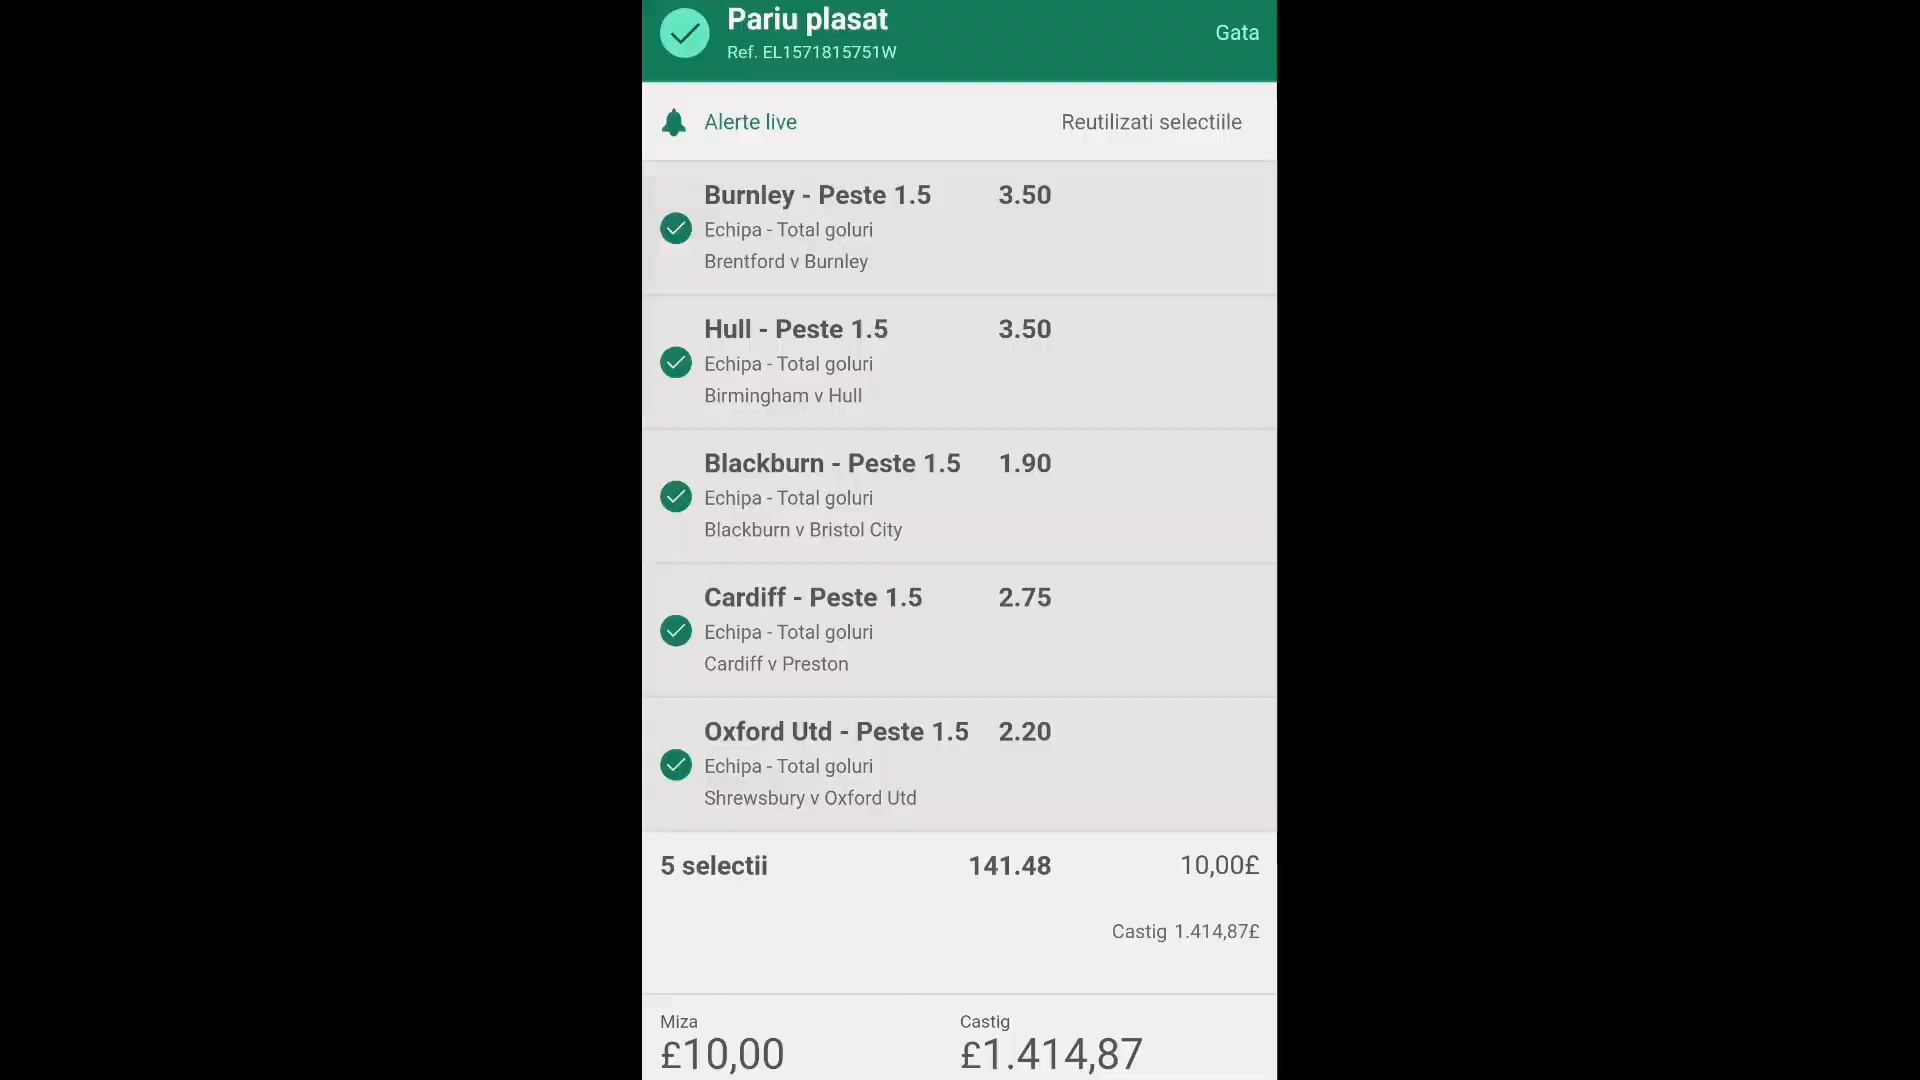 Pariu plasat
Gata
Ref. EL1571815751W
Alerte live
Reutilizati selectiile
Burnley - Peste 1.5 3.50
Echipa - Total goluri
Brentford v Burnley
Hull - Peste 1.5 3.50
Echipa - Total goluri
Birmingham v Hull
Blackburn - Peste 1.5 1.90
Echipa - Total goluri
Blackburn v Bristol City
Cardiff - Peste 1.5 2.75
Echipa - Total goluri
Cardiff v Preston
Oxford Utd - Peste 1.5 2.20
Echipa - Total goluri
Shrewsbury v Oxford Utd
5 selectii 141.48 10,00£
Castig 1.414,87£
Miza Castig
£10,00 £1.414,87